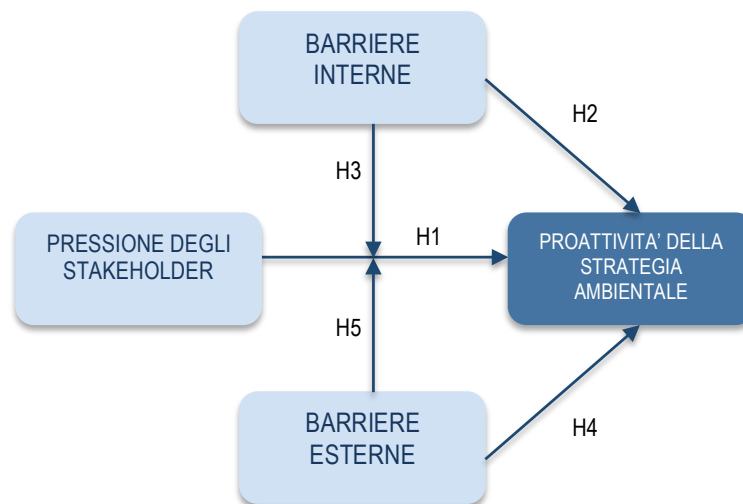 BARRIERE
INTERNE
H2
H3
PRESSIONE DEGLI
STAKEHOLDER
H1
PROATTIVITA’ DELLA
STRATEGIA
AMBIENTALE
H5
BARRIERE
ESTERNE
H4